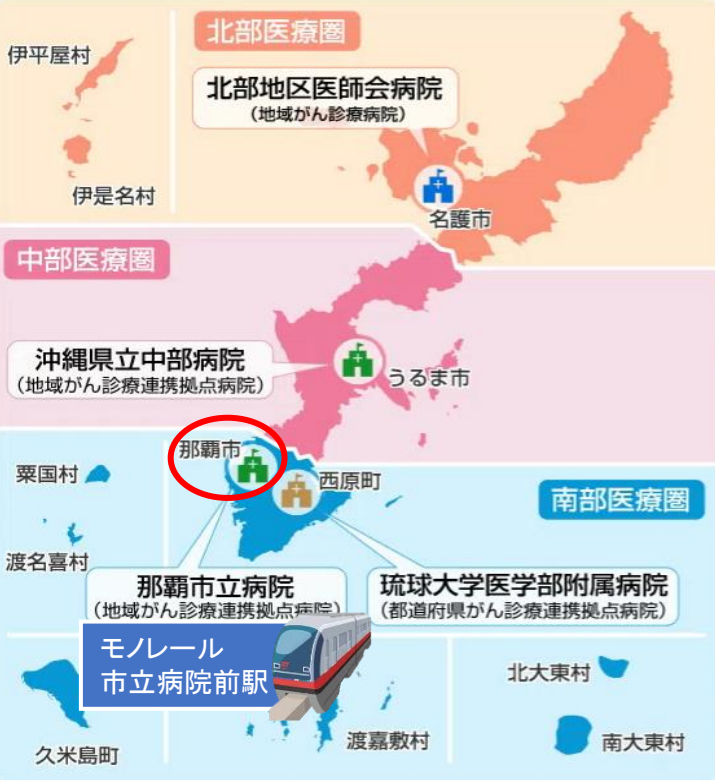 伊平屋村
北部医療圏
北部地区医師会病院
(地域がん診療病院)
伊是名村
名護市
中部医療圏
沖縄県立中部病院
(地域がん診療連携拠点病院)
うるま市
那覇市
粟国村
西原町
南部医療圏
渡名喜村
那覇市立病院
(地域がん診療連携拠点病院)
琉球大学医学部附属病院
(都道府県がん診療連携拠点病院)
モノレール
市立病院前駅
北大東村
久米島町
渡嘉敷村
南大東村